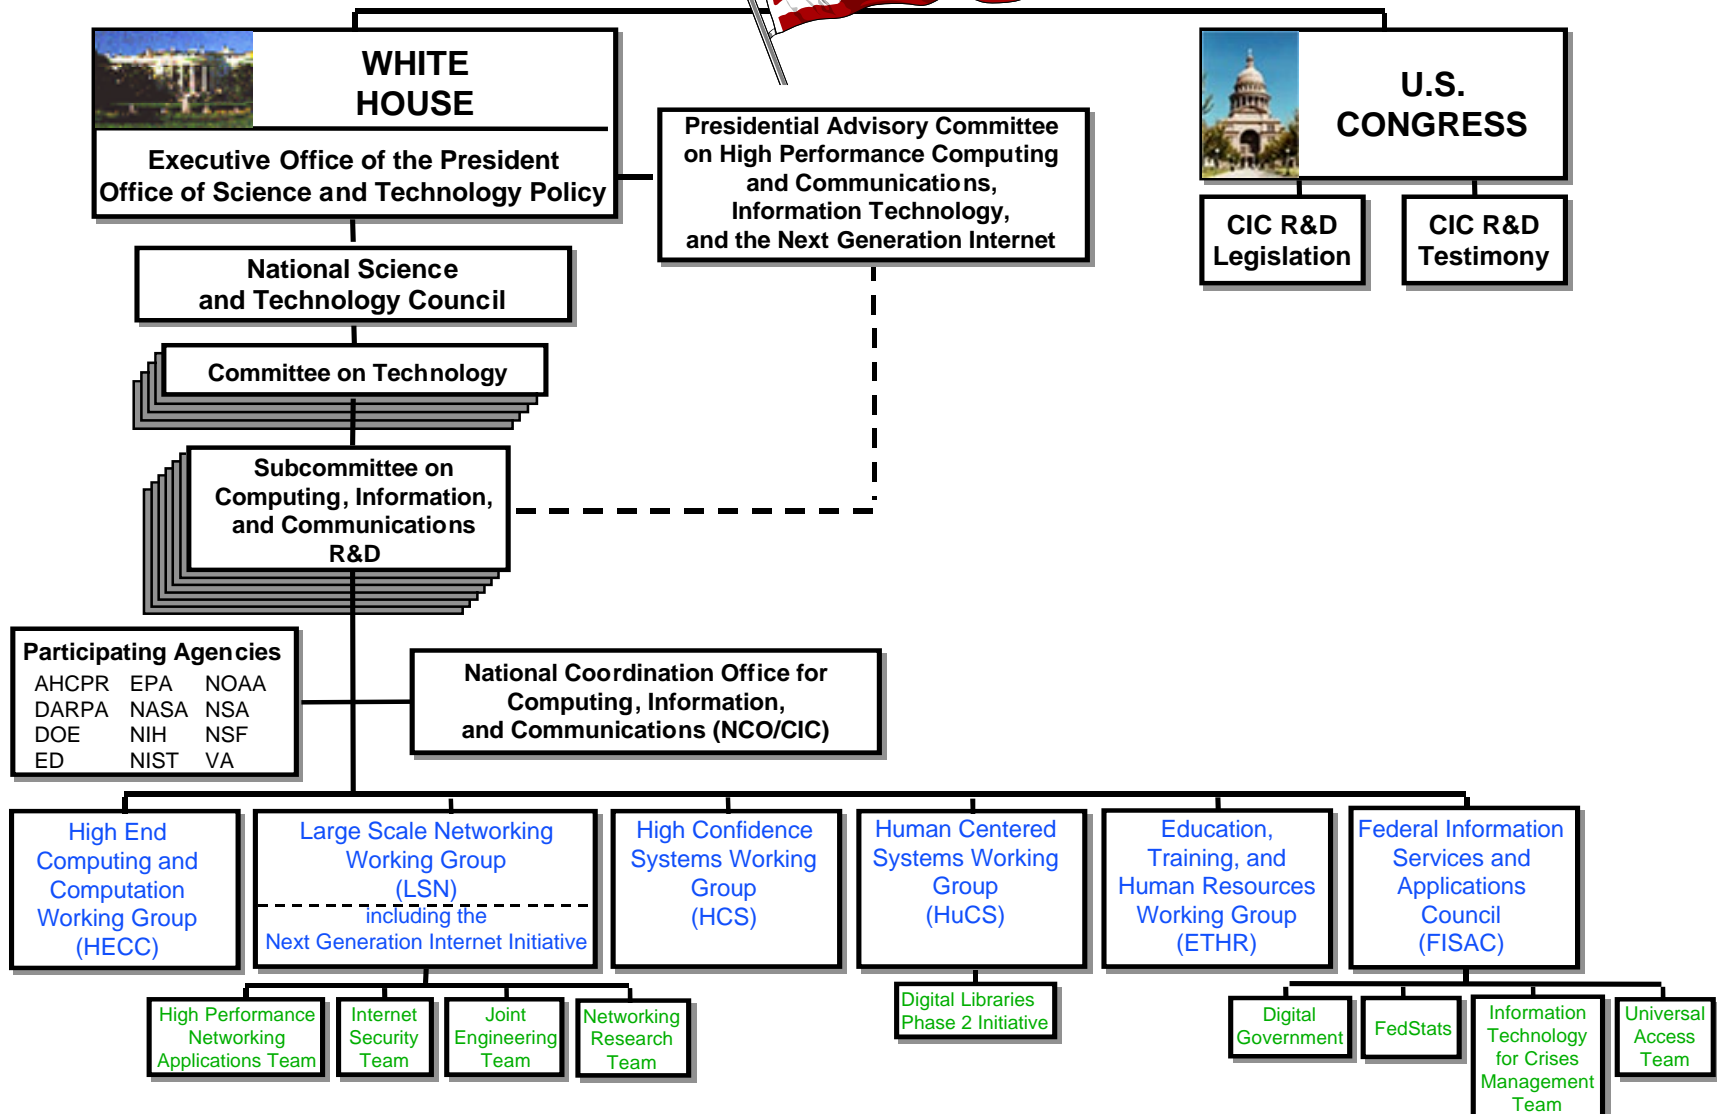 WHITE
HOUSE
Executive Office of the President
Office of Science and Technology Policy
Presidential Advisory Committee
on High Performance Computing
and Communications,
Information Technology,
and the Next Generation Internet
U.S.
CONGRESS
CIC R&D
Legislation
CIC R&D
Testimony
National Science
and Technology Council
Committee on Technology
Subcommittee on
Computing, Information,
and Communications
R&D
Participating Agencies
AHCPR EPA NOAA
DARPA NASA NSA
DOE NIH NSF
ED NIST VA
National Coordination Office for
Computing, Information,
and Communications (NCO/CIC)
High End
Computing and
Computation
Working Group
(HECC)
Large Scale Networking
Working Group
(LSN)
including the
Next Generation Internet Initiative
High Confidence
Systems Working
Group
(HCS)
Human Centered
Systems Working
Group
(HuCS)
Education,
Training, and
Human Resources
Working Group
(ETHR)
Federal Information
Services and
Applications
Council
(FISAC)
High Performance
Networking
Applications Team
Internet
Security
Team
Joint
Engineering
Team
Networking
Research
Team
Digital Libraries
Phase 2 Initiative
Digital
Government
FedStats
Information
Technology
for Crises
Management
Team
Universal
Access
Team